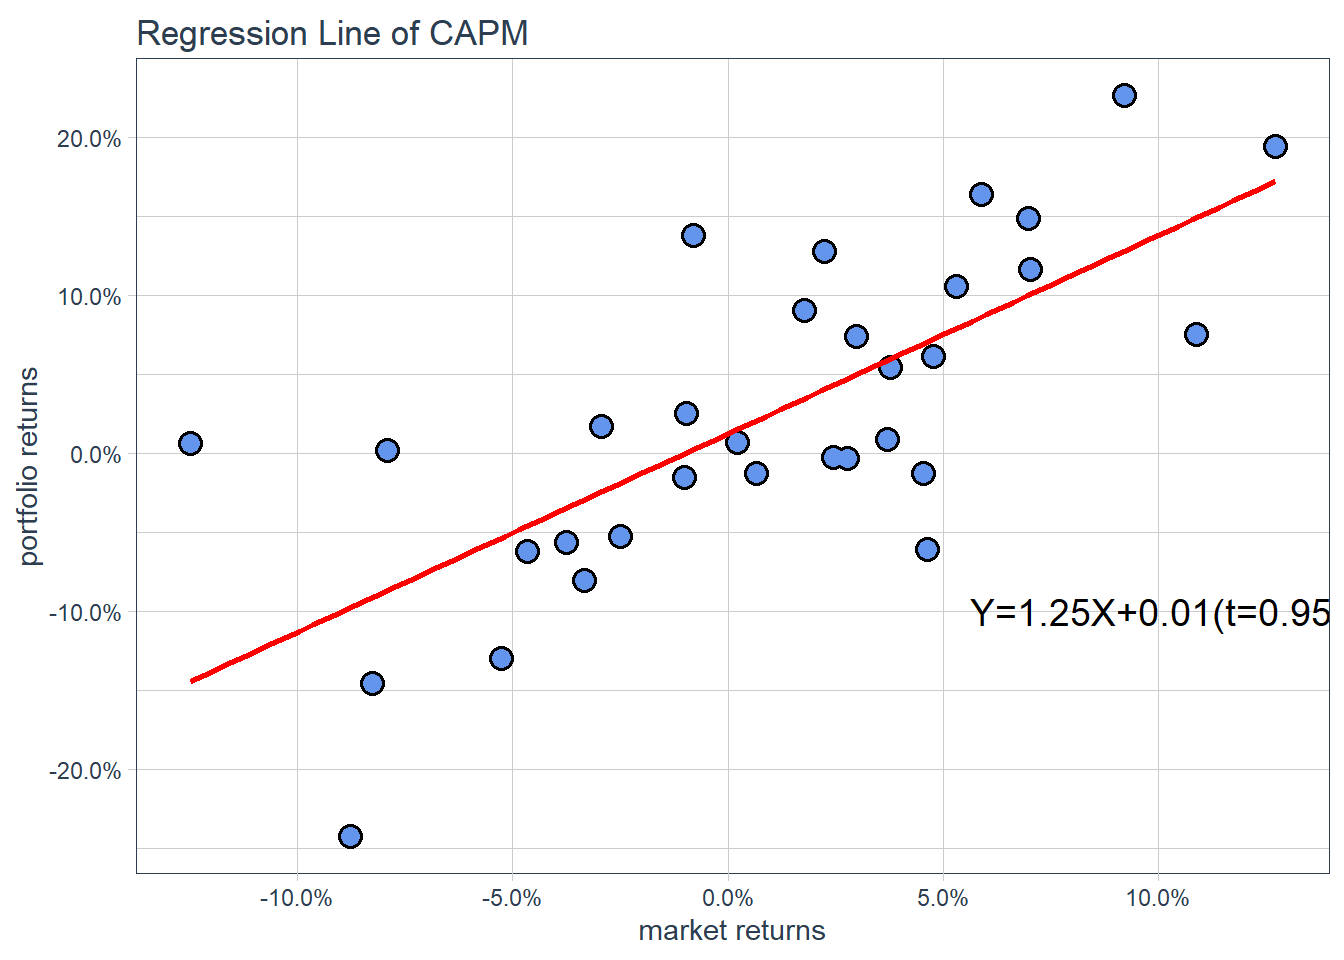 Regression Line of CAPM
20.0%
10.0%
0.0%
-10.0%
-20.0%
portfolio returns
Y=1.25X+0.01(t=0.95
-10.0%
-5.0%
0.0%
5.0%
10.0%
market returns